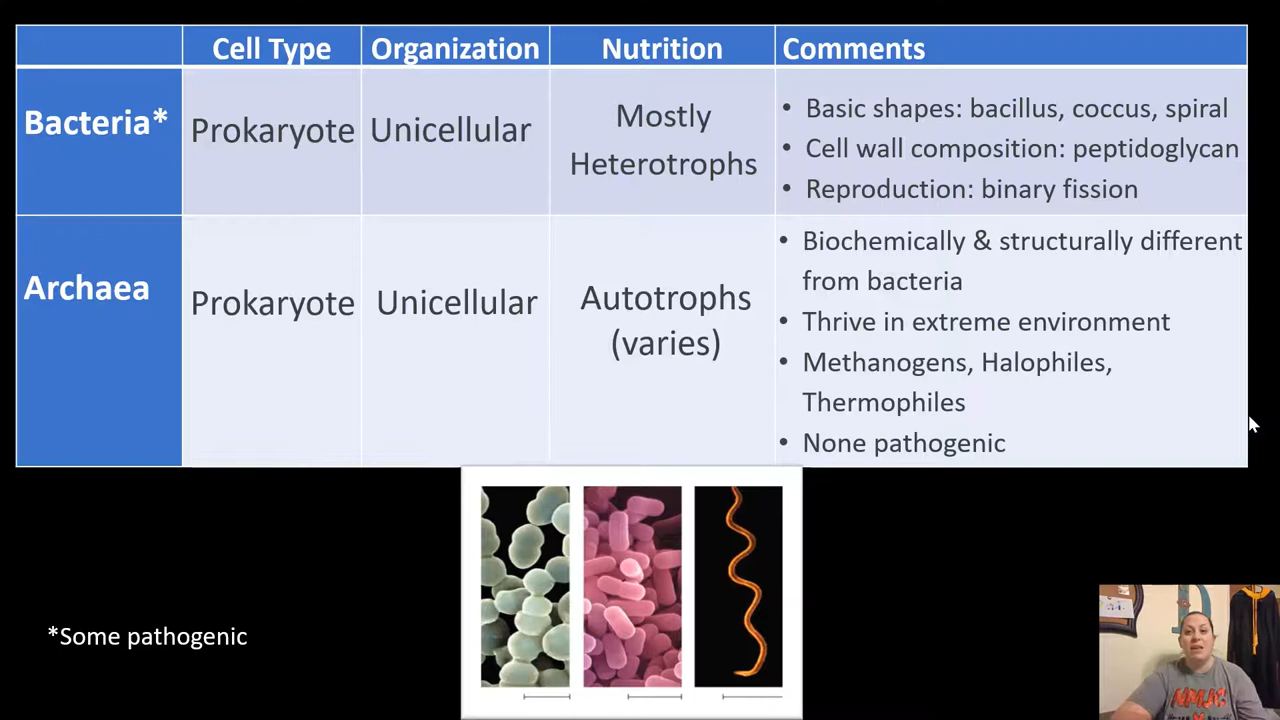 Cell Type Organization Nutrition Comments
Bacteria*
Prokaryote
Unicellular
Mostly
Heterotrophs
• Basic shapes: bacillus, coccus, spiral
• Cell wall composition: peptidoglycan
• Reproduction: binary fission
Archaea
Prokaryote
Unicellular
Autotrophs
(varies)
• Biochemically & structurally different
from bacteria
• Thrive in extreme environment
• Methanogens, Halophiles,
Thermophiles
• None pathogenic
*Some pathogenic